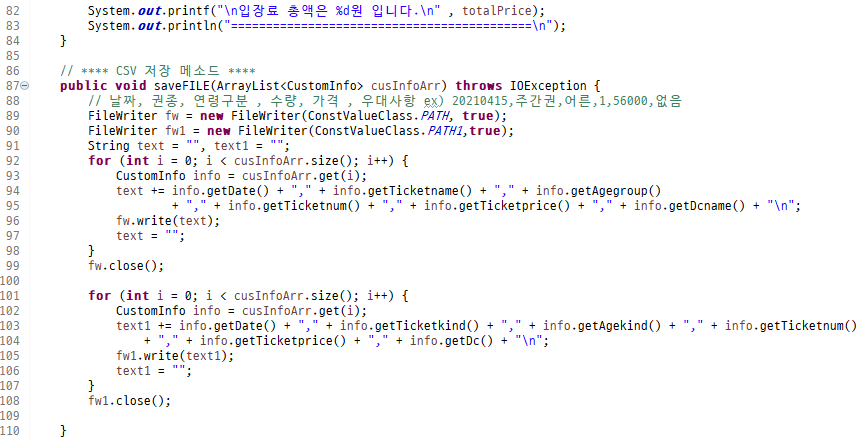 82 System.out.printf("\n입장료 총액은 %d원 입니다.\n" , totalPrice);
83 System.out.println("===========================================\n");
84 }
85
86 // **** CSV 저장 메소드 ****
87 public void saveFILE(ArrayList<CustomInfo> cusInfoArr) throws IOException {
88 // 날짜, 권종, 연령구분 , 수량, 가격 , 우대사항 ex) 20210415,주간권,어른,1,56000,없음
89 FileWriter fw = new FileWriter(ConstValueClass.PATH, true);
90 FileWriter fw1 = new FileWriter(ConstValueClass.PATH1,true);
91 String text = "", text1 = "";
92 for (int i = 0; i < cusInfoArr.size(); i++) {
93 CustomInfo info = cusInfoArr.get(i);
94 text += info.getDate() + "," + info.getTicketname() + "," + info.getAgegroup()
95 + "," + info.getTicketnum() + "," + info.getTicketprice() + "," + info.getDcname() + "\n";
96 fw.write(text);
97 text = "";
98 }
99 fw.close();
100
101 for (int i = 0; i < cusInfoArr.size(); i++) {
102 CustomInfo info = cusInfoArr.get(i);
103 text1 += info.getDate() + "," + info.getTicketkind() + "," + info.getAgekind() + "," + info.getTicketnum()
104 + "," + info.getTicketprice() + "," + info.getDc() + "\n";
105 fw1.write(text1);
106 text1 = "";
107 }
108 fw1.close();
109
110 }